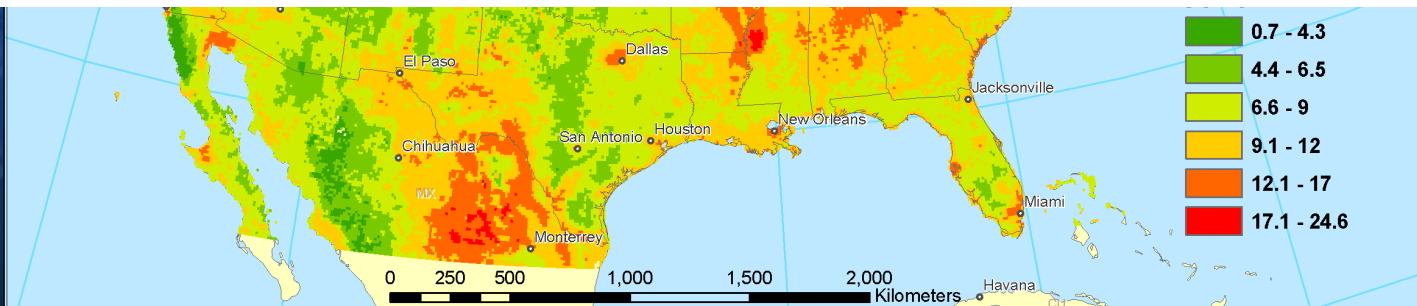 0.7 - 4.3
4.4 - 6.5
6.6 - 9
9.1 - 12
12.1 - 17
17.1 - 24.6
Dallas
El Paso
Jacksonville
New Orleans
San Antonio
Houston
Chihuahua
MX
Miami
Monterrey
0 250 500 1,000 1,500 2,000
Kilometers
Havana